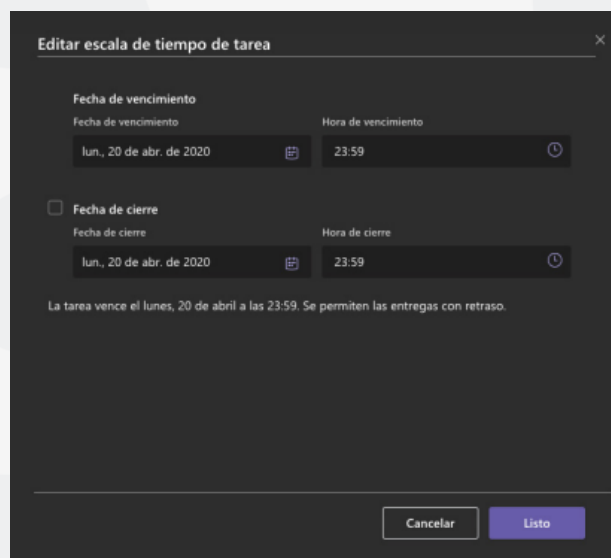 Editar escala de tiempo de tarea
Fecha de vencimiento
Fecha de vencimiento Hora de vencimiento
lun., 20 de abr. de 2020 23:59
Fecha de cierre
Fecha de cierre Hora de cierre
lun., 20 de abr. de 2020 23:59
La tarea vence el lunes, 20 de abril a las 23:59. Se permiten las entregas con retraso.
Cancelar Listo